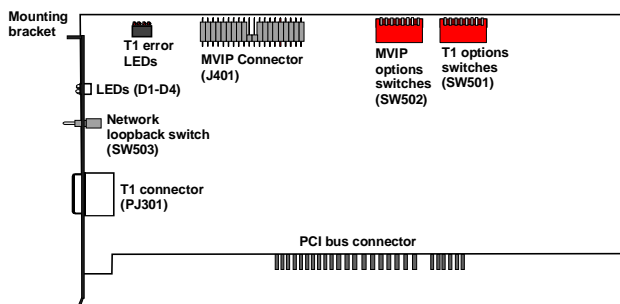 Mounting
bracket
T1 error
LEDs
MVIP Connector
(J401)
MVIP
options
switches
(SW502)
T1 options
switches
(SW501)
LEDs (D1-D4)
Network
loopback switch
(SW503)
T1 connector
(PJ301)
PCI bus connector